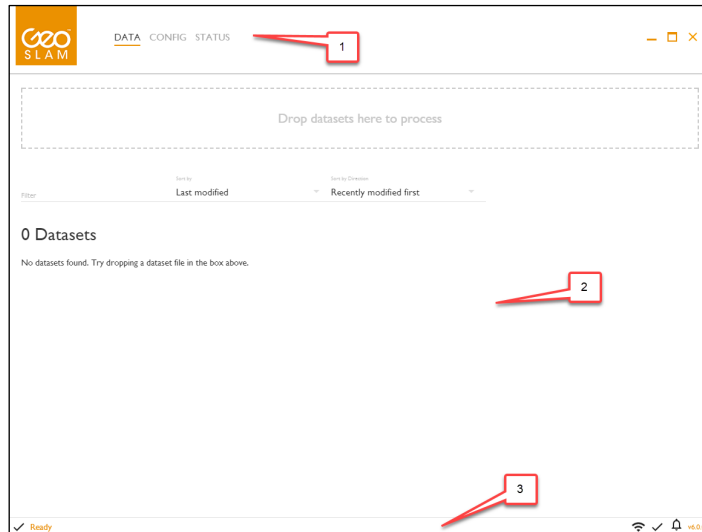 GEO
SLAM
DATA CONFIG STATUS
1
Drop datasets here to process
Sort by
Sort by Direction
Filter
Last modified
Recently modified first
0 Datasets
No datasets found. Try dropping a dataset file in the box above.
2
3
Ready
v6.0.